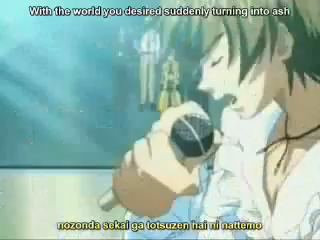 With the world you desired suddenly turning into ash
nozonda sekai ga totsuzen hai ni nattemo